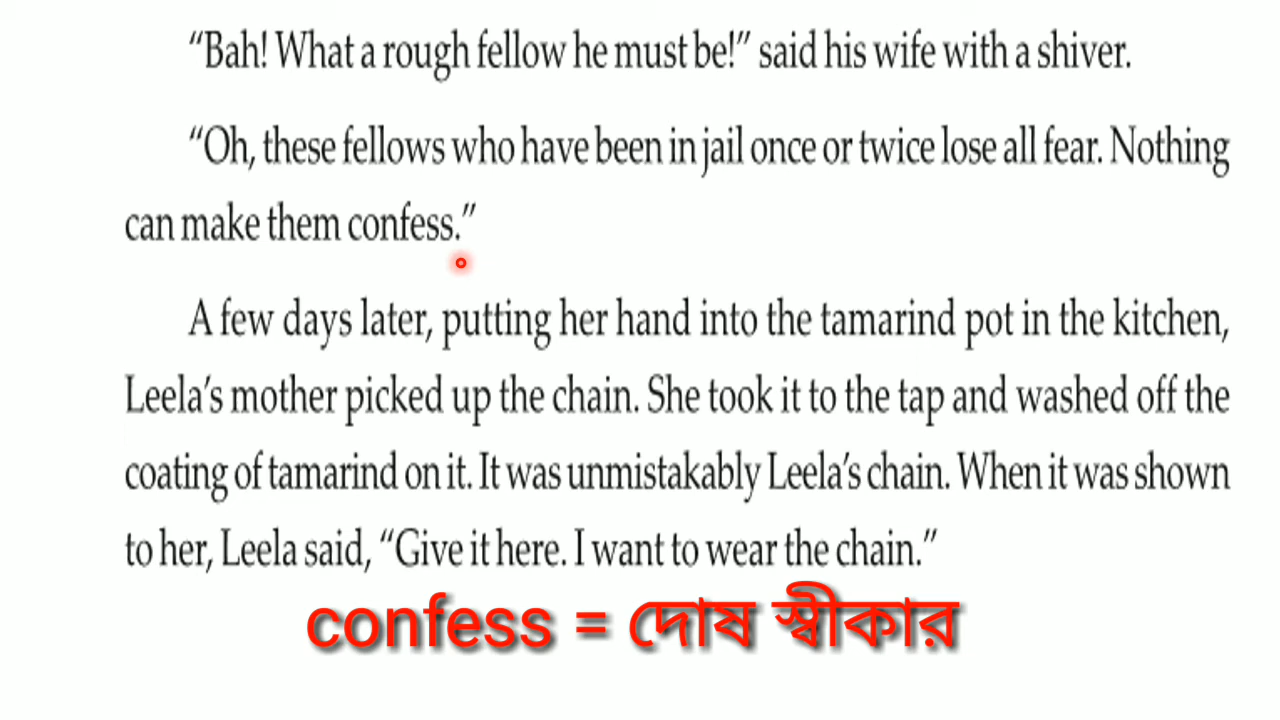 “Bah! What a rough fellow he must be!” said his wife with a shiver.
“Oh, these fellows who have been in jail once or twice lose all fear. Nothing
can make them confess.”
A few days later, putting her hand into the tamarind pot in the kitchen,
Leela’s mother picked up the chain. She took it to the tap and washed off the
coating of tamarind on it. It was unmistakably Leela’s chain. When it was shown
to her, Leela said, “Give it here. I want to wear the chain.”
confess = দোষ স্বীকার